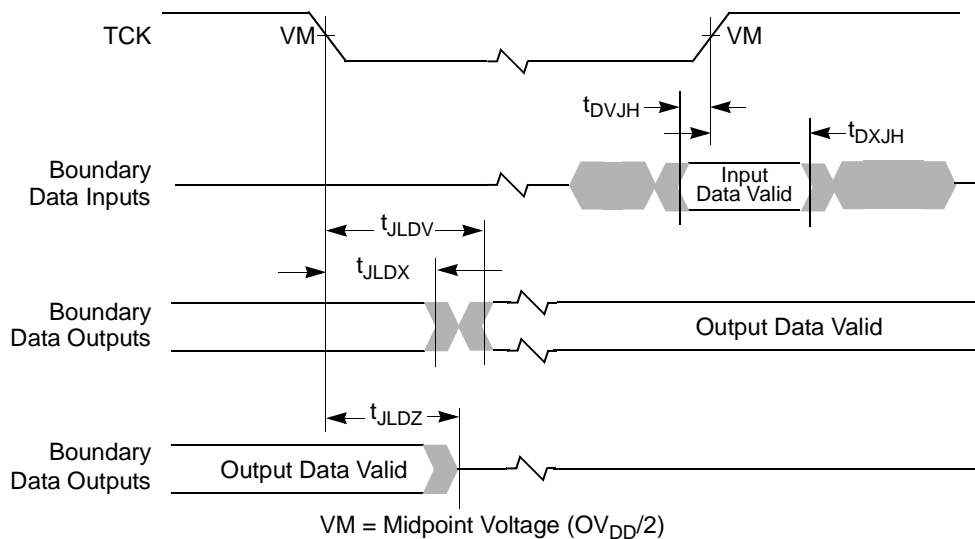 TCK
VM
VM
tDVJH
tDXJH
Boundary
Data Inputs
Input
Data Valid
tJLDV
tJLDX
Boundary
Data Outputs
Output Data Valid
tJLDZ
Boundary
Data Outputs
Output Data Valid
VM = Midpoint Voltage (OVDD/2)